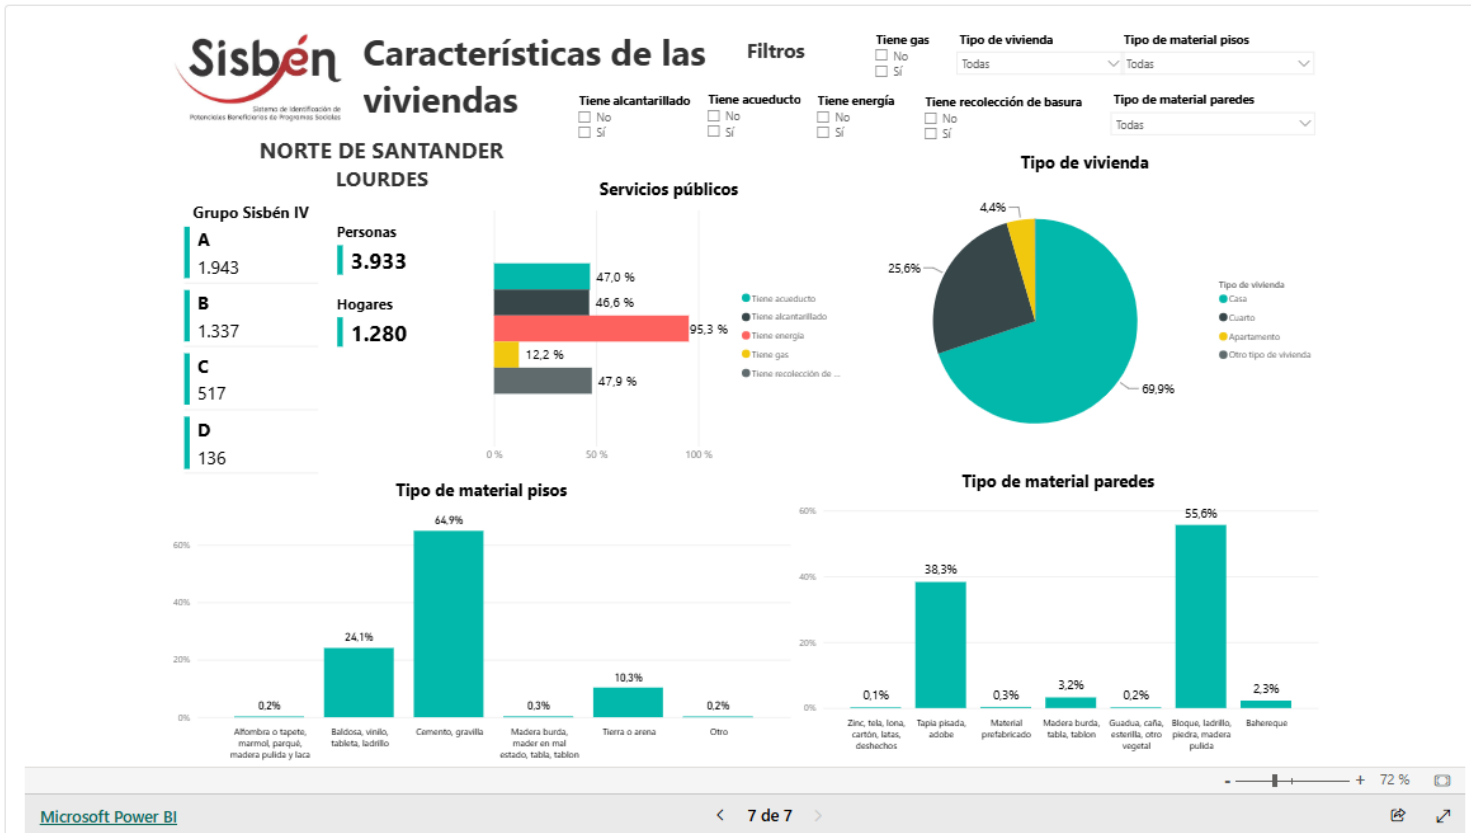 Sisbén
Sistema de Identificación de
Potenciales Beneficiarios de Programas Sociales
Características de las
viviendas
NORTE DE SANTANDER
LOURDES
Filtros
Tiene gas
No
Sí
Tipo de vivienda
Todas
Tipo de material pisos
Todas
Tiene alcantarillado
No
Sí
Tiene acueducto
No
Sí
Tiene energía
No
Sí
Tiene recolección de basura
No
Sí
Tipo de material paredes
Todas
Grupo Sisbén IV
A
1.943
B
1.337
C
517
D
136
Personas
3.933
Hogares
1.280
Servicios públicos
47,0 %
46,6 %
95,3 %
12,2 %
47,9 %
0 %
50 %
100 %
Tiene acueducto
Tiene alcantarillado
Tiene energía
Tiene gas
Tiene recolección de ...
Tipo de vivienda
4,4%
25,6%
69,9%
Tipo de vivienda
Casa
Cuarto
Apartamento
Otro tipo de vivienda
Tipo de material pisos
60%
40%
20%
0%
0,2%
24,1%
64,9%
0,3%
10,3%
0,2%
Alfombra o tapete,
marmol, parqué,
madera pulida y laca
Baldosa, vinilo,
tableta, ladrillo
Cemento, gravilla
Madera burda,
mader en mal
estado, tabla, tablon
Tierra o arena
Otro
Tipo de material paredes
60%
40%
20%
0%
0,1%
38,3%
0,3%
3,2%
0,2%
55,6%
2,3%
Zinc, tela, lona,
cartón, latas,
deshechos
Tapia pisada,
adobe
Material
prefabricado
Madera burda,
tabla, tablon
Guadua, caña,
esterilla, otro
vegetal
Bloque, ladrillo,
piedra, madera
pulida
Bahereque
- + 72 %
Microsoft Power BI
7 de 7